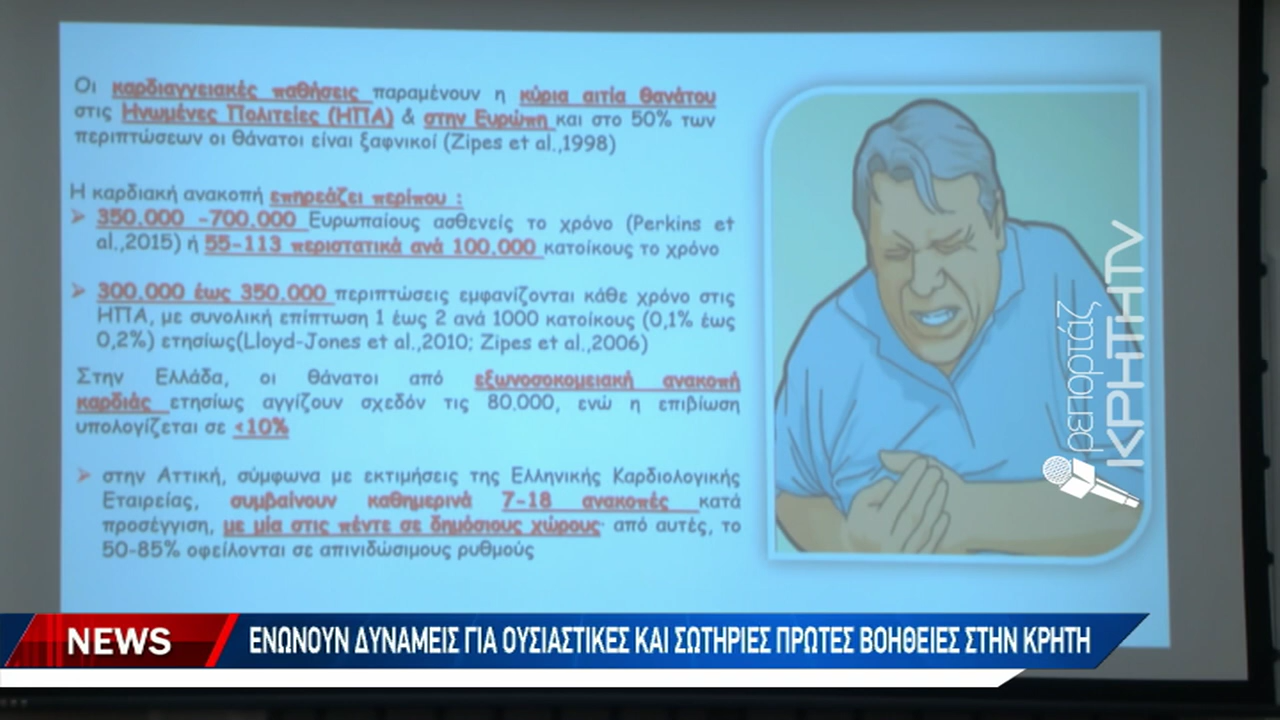 Οι καρδιαγγειακές παθήσεις παραμένουν η κύρια αιτία θανάτου
στις Ηνωμένες Πολιτείες (ΗΠΑ) & στην Ευρώπη και στο 50% των
περιπτώσεων οι θάνατοι είναι ξαφνικοί (Zipes et al.,1998)
Η καρδιακή ανακοπή επηρεάζει περίπου :
➢ 350.000 -700.000 Ευρωπαίους ασθενείς το χρόνο (Perkins et
al.,2015) ή 55-113 περιστατικά ανά 100.000 κατοίκους το χρόνο
➢ 300.000 έως 350.000 περιπτώσεις εμφανίζονται κάθε χρόνο στις
ΗΠΑ, με συνολική επίπτωση 1 έως 2 ανά 1000 κατοίκους (0,1% έως
0,2%) ετησίως(Lloyd-Jones et al.,2010; Zipes et al.,2006)
Στην Ελλάδα, οι θάνατοι από εξωνοσοκομειακή ανακοπή
καρδιάς ετησίως αγγίζουν σχεδόν τις 80.000, ενώ η επιβίωση
υπολογίζεται σε <10%
➢ στην Αττική, σύμφωνα με εκτιμήσεις της Ελληνικής Καρδιολογικής
Εταιρείας, συμβαίνουν καθημερινά 7-18 ανακοπές κατά
προσέγγιση, με μία στις πέντε σε δημόσιους χώρους· από αυτές, το
50-85% οφείλονται σε απινιδώσιμους ρυθμούς
ρεπορτάζ
ΚΡΗΤΗTV
NEWS
ΕΝΩΝΟΥΝ ΔΥΝΑΜΕΙΣ ΓΙΑ ΟΥΣΙΑΣΤΙΚΕΣ ΚΑΙ ΣΩΤΗΡΙΕΣ ΠΡΩΤΕΣ ΒΟΗΘΕΙΕΣ ΣΤΗΝ ΚΡΗΤΗ